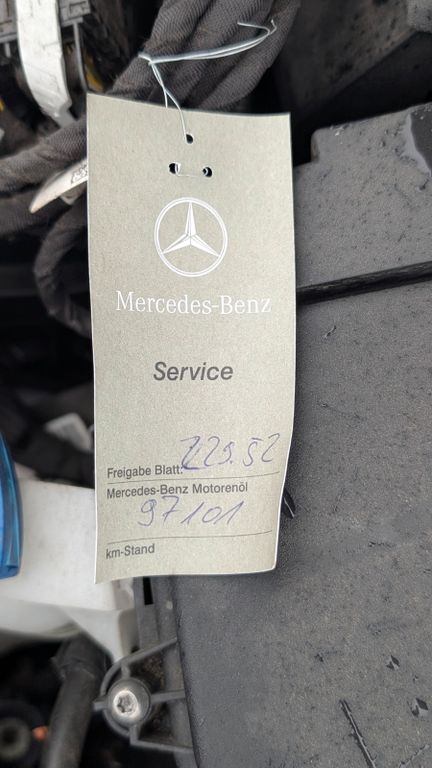 Mercedes-Benz
Service
Freigabe Blatt: 229.52
Mercedes-Benz Motorenöl
97101
km-Stand